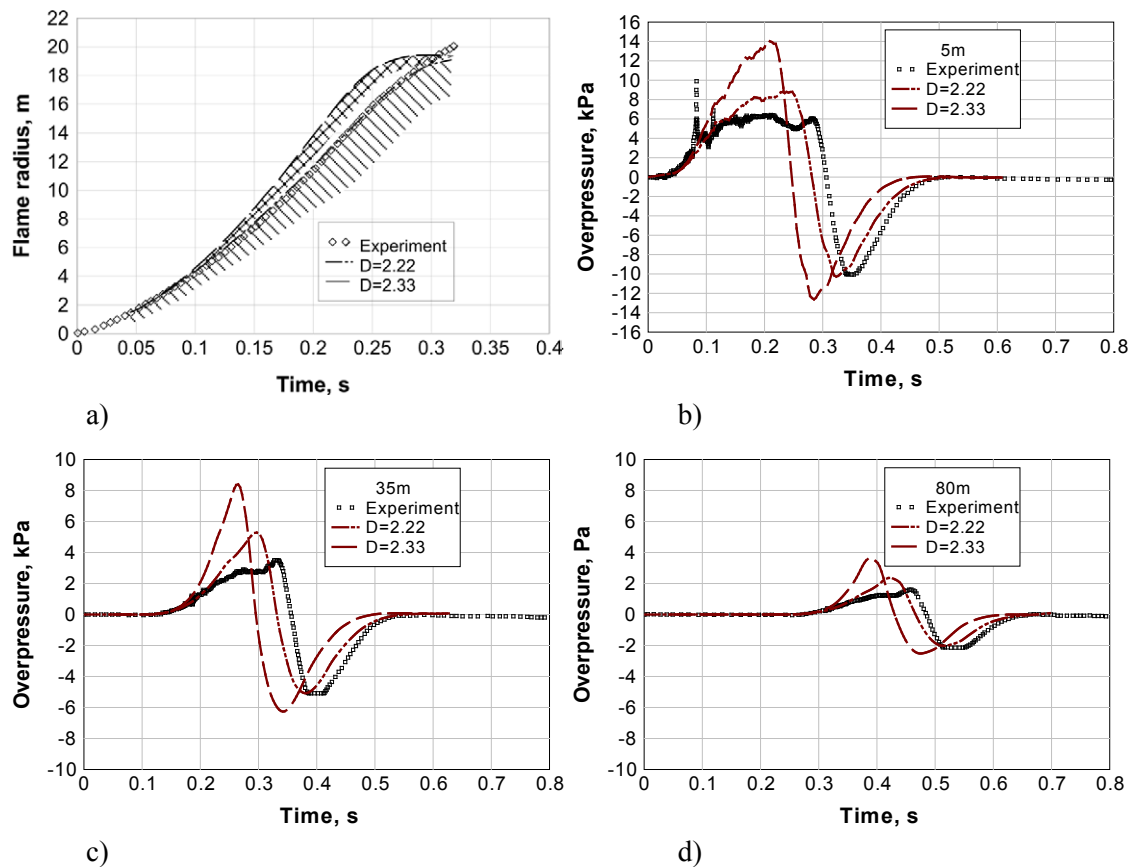 20
18
16
14
12
10
8
6
4
2
0
Flame radius, m
Experiment
D=2.22
D=2.33
0 0.05 0.1 0.15 0.2 0.25 0.3 0.35 0.4
Time, s
a)
16
14
12
10
8
6
4
2
0
-2
-4
-6
-8
-10
-12
-14
-16
Overpressure, kPa
5m
Experiment
D=2.22
D=2.33
0 0.1 0.2 0.3 0.4 0.5 0.6 0.7 0.8
Time, s
b)
10
8
6
4
2
0
-2
-4
-6
-8
-10
Overpressure, kPa
35m
Experiment
D=2.22
D=2.33
0 0.1 0.2 0.3 0.4 0.5 0.6 0.7 0.8
Time, s
c)
10
8
6
4
2
0
-2
-4
-6
-8
-10
Overpressure, Pa
80m
Experiment
D=2.22
D=2.33
0 0.1 0.2 0.3 0.4 0.5 0.6 0.7 0.8
Time, s
d)